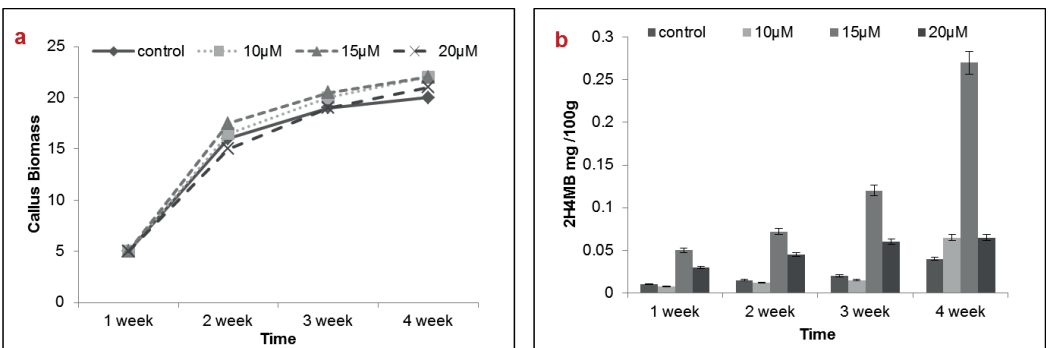 a
25
20
15
10
5
0
Callus Biomass
control 10µM 15µM 20µM
1 week 2 week 3 week 4 week
Time
b
0.3
0.25
0.2
0.15
0.1
0.05
0
2H4MB mg /100g
control 10µM 15µM 20µM
1 week 2 week 3 week 4 week
Time